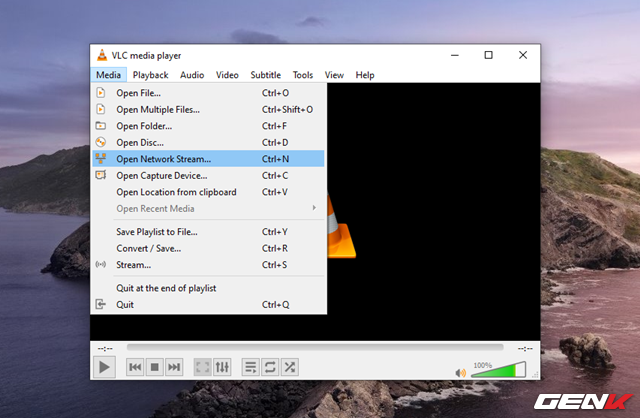 VLC media player
Media Playback Audio Video Subtitle Tools View Help
Open File... Ctrl+O
Open Multiple Files... Ctrl+Shift+O
Open Folder... Ctrl+F
Open Disc... Ctrl+D
Open Network Stream... Ctrl+N
Open Capture Device... Ctrl+C
Open Location from clipboard Ctrl+V
Open Recent Media
Save Playlist to File... Ctrl+Y
Convert / Save... Ctrl+R
Stream... Ctrl+S
Quit at the end of playlist
Quit Ctrl+Q
--:-- --:--
100%
GENK